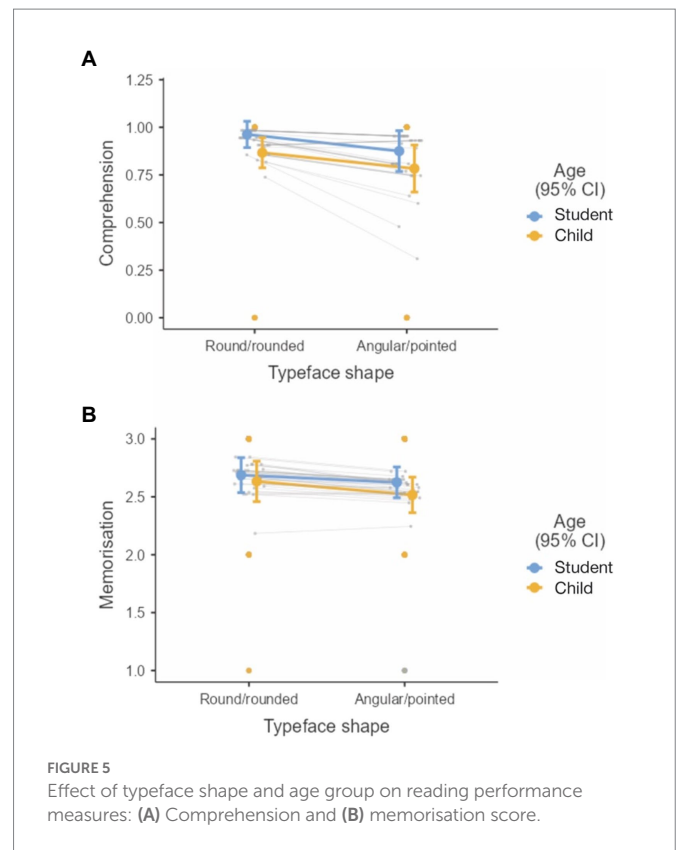 A
1.25
1.00
0.75
0.50
0.25
0.00
Comprehension
Round/rounded
Angular/pointed
Typeface shape
Age
(95% CI)
Student
Child
B
3.0
2.5
2.0
1.5
1.0
Memorisation
Round/rounded
Angular/pointed
Typeface shape
Age
(95% CI)
Student
Child
FIGURE 5
Effect of typeface shape and age group on reading performance
measures: (A) Comprehension and (B) memorisation score.